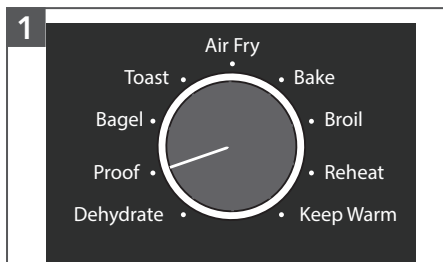 1
Air Fry
Toast Bake
Bagel Broil
Proof Reheat
Dehydrate Keep Warm